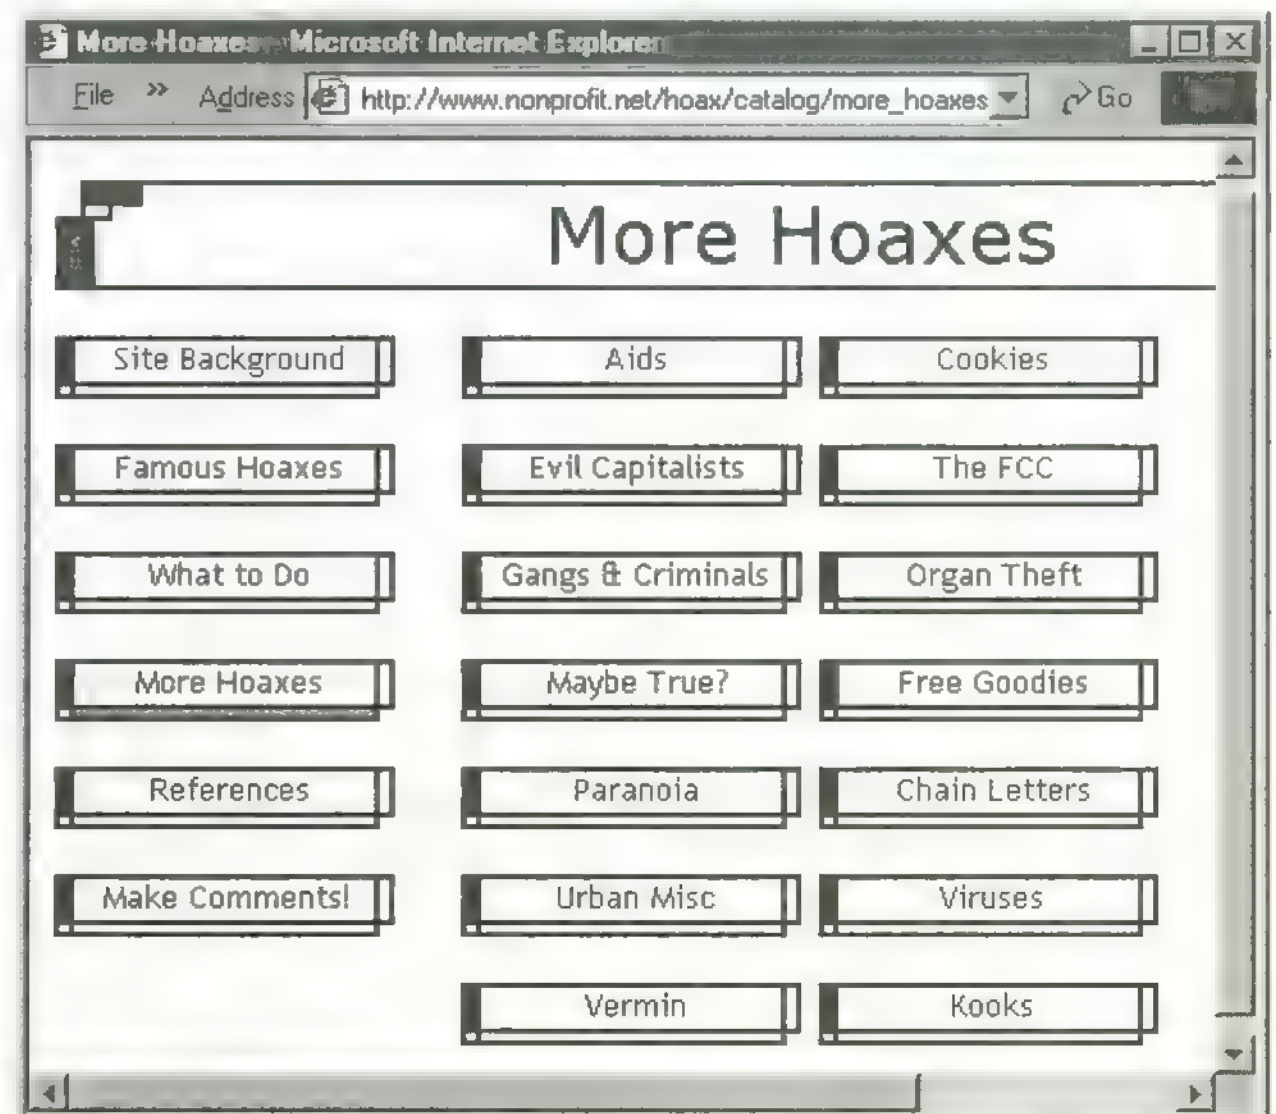 More Hoaxes - Microsoft Internet Explorer
File » Address http://www.nonprofit.net/hoax/catalog/more_hoaxes Go
More Hoaxes
Site Background Aids Cookies
Famous Hoaxes Evil Capitalists The FCC
What to Do Gangs & Criminals Organ Theft
More Hoaxes Maybe True? Free Goodies
References Paranoia Chain Letters
Make Comments! Urban Misc Viruses
Vermin Kooks